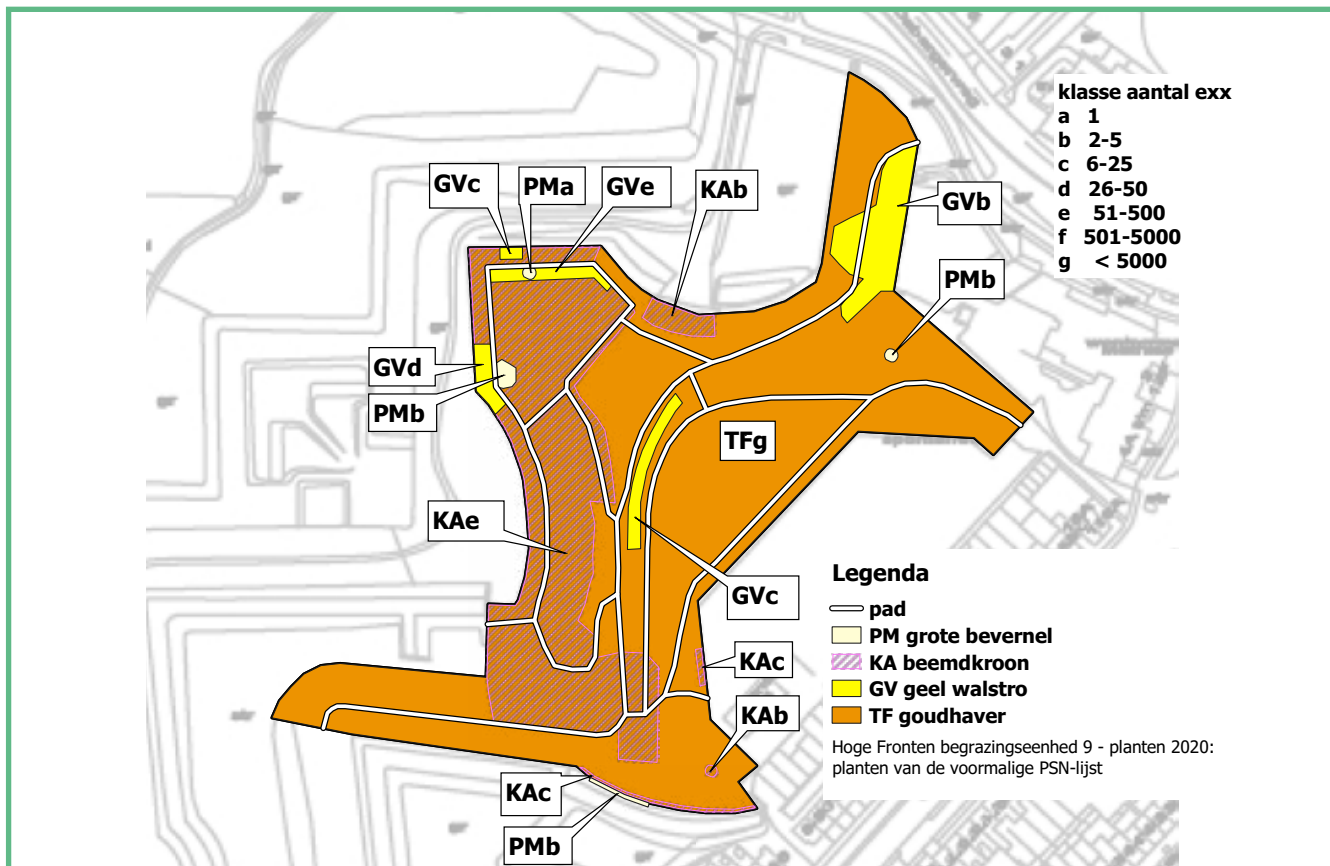 klasse aantal exx
a 1
b 2-5
c 6-25
d 26-50
e 51-500
f 501-5000
g < 5000
GVc
PMa
GVe
KAb
GVb
PMb
GVd
PMb
TFg
KAe
GVc
KAc
KAb
KAc
PMb
Legenda
pad
PM grote bevernel
KA beemdkroon
GV geel walstro
TF goudhaver
Hoge Fronten begrazingseenhed 9 - planten 2020:
planten van de voormalige PSN-lijst